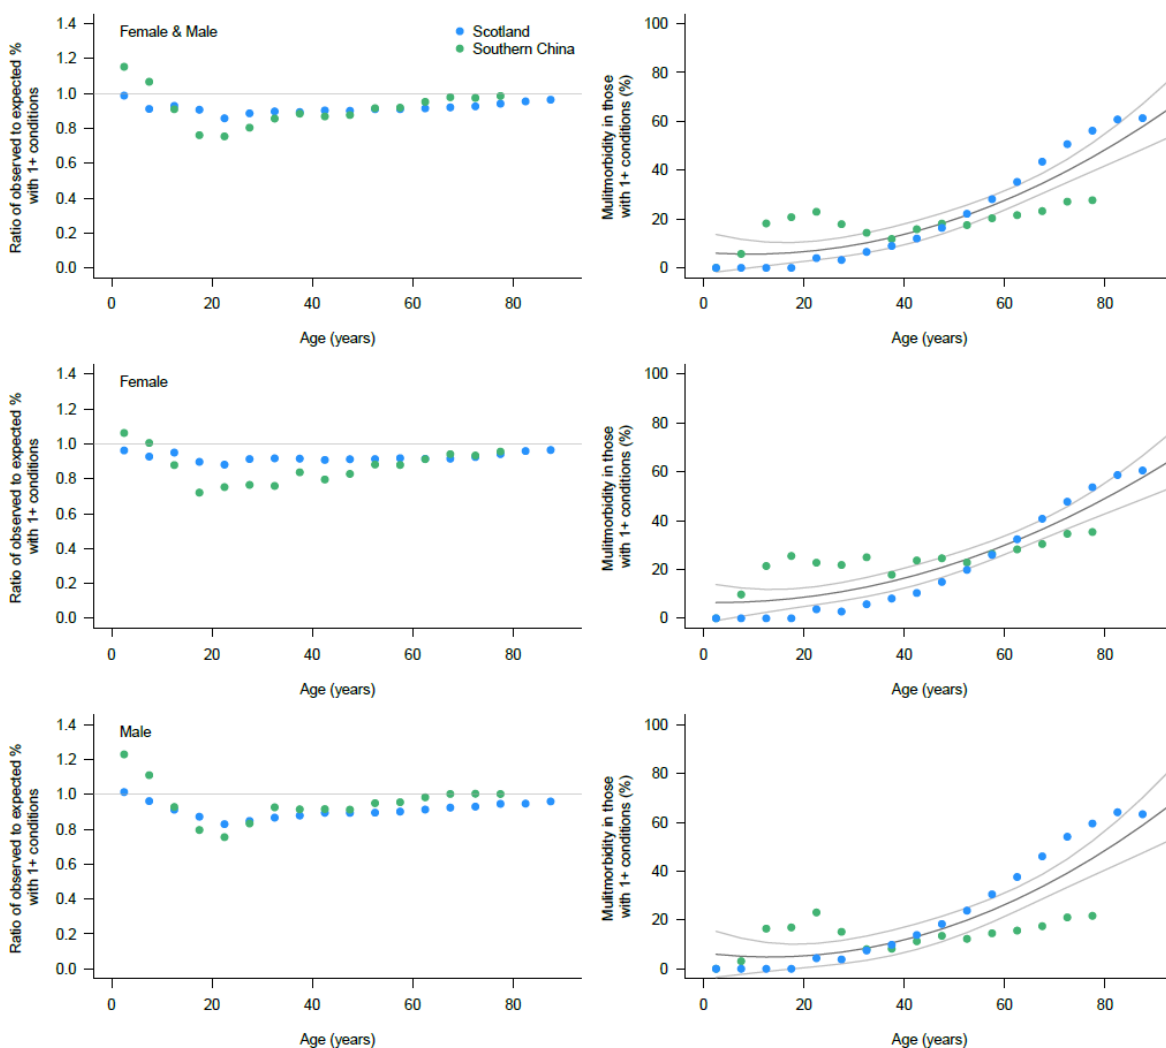 Ratio of observed to expected %
with 1+ conditions
1.4
1.2
1.0
0.8
0.6
0.4
0.2
0.0
Female & Male
Scotland
Southern China
0 20 40 60 80
Age (years)
Mulitmorbidity in those
with 1+ conditions (%)
100
80
60
40
20
0
0 20 40 60 80
Age (years)
Ratio of observed to expected %
with 1+ conditions
1.4
1.2
1.0
0.8
0.6
0.4
0.2
0.0
Female
0 20 40 60 80
Age (years)
Mulitmorbidity in those
with 1+ conditions (%)
100
80
60
40
20
0
0 20 40 60 80
Age (years)
Ratio of observed to expected %
with 1+ conditions
1.4
1.2
1.0
0.8
0.6
0.4
0.2
0.0
Male
0 20 40 60 80
Age (years)
Mulitmorbidity in those
with 1+ conditions (%)
100
80
60
40
20
0
0 20 40 60 80
Age (years)